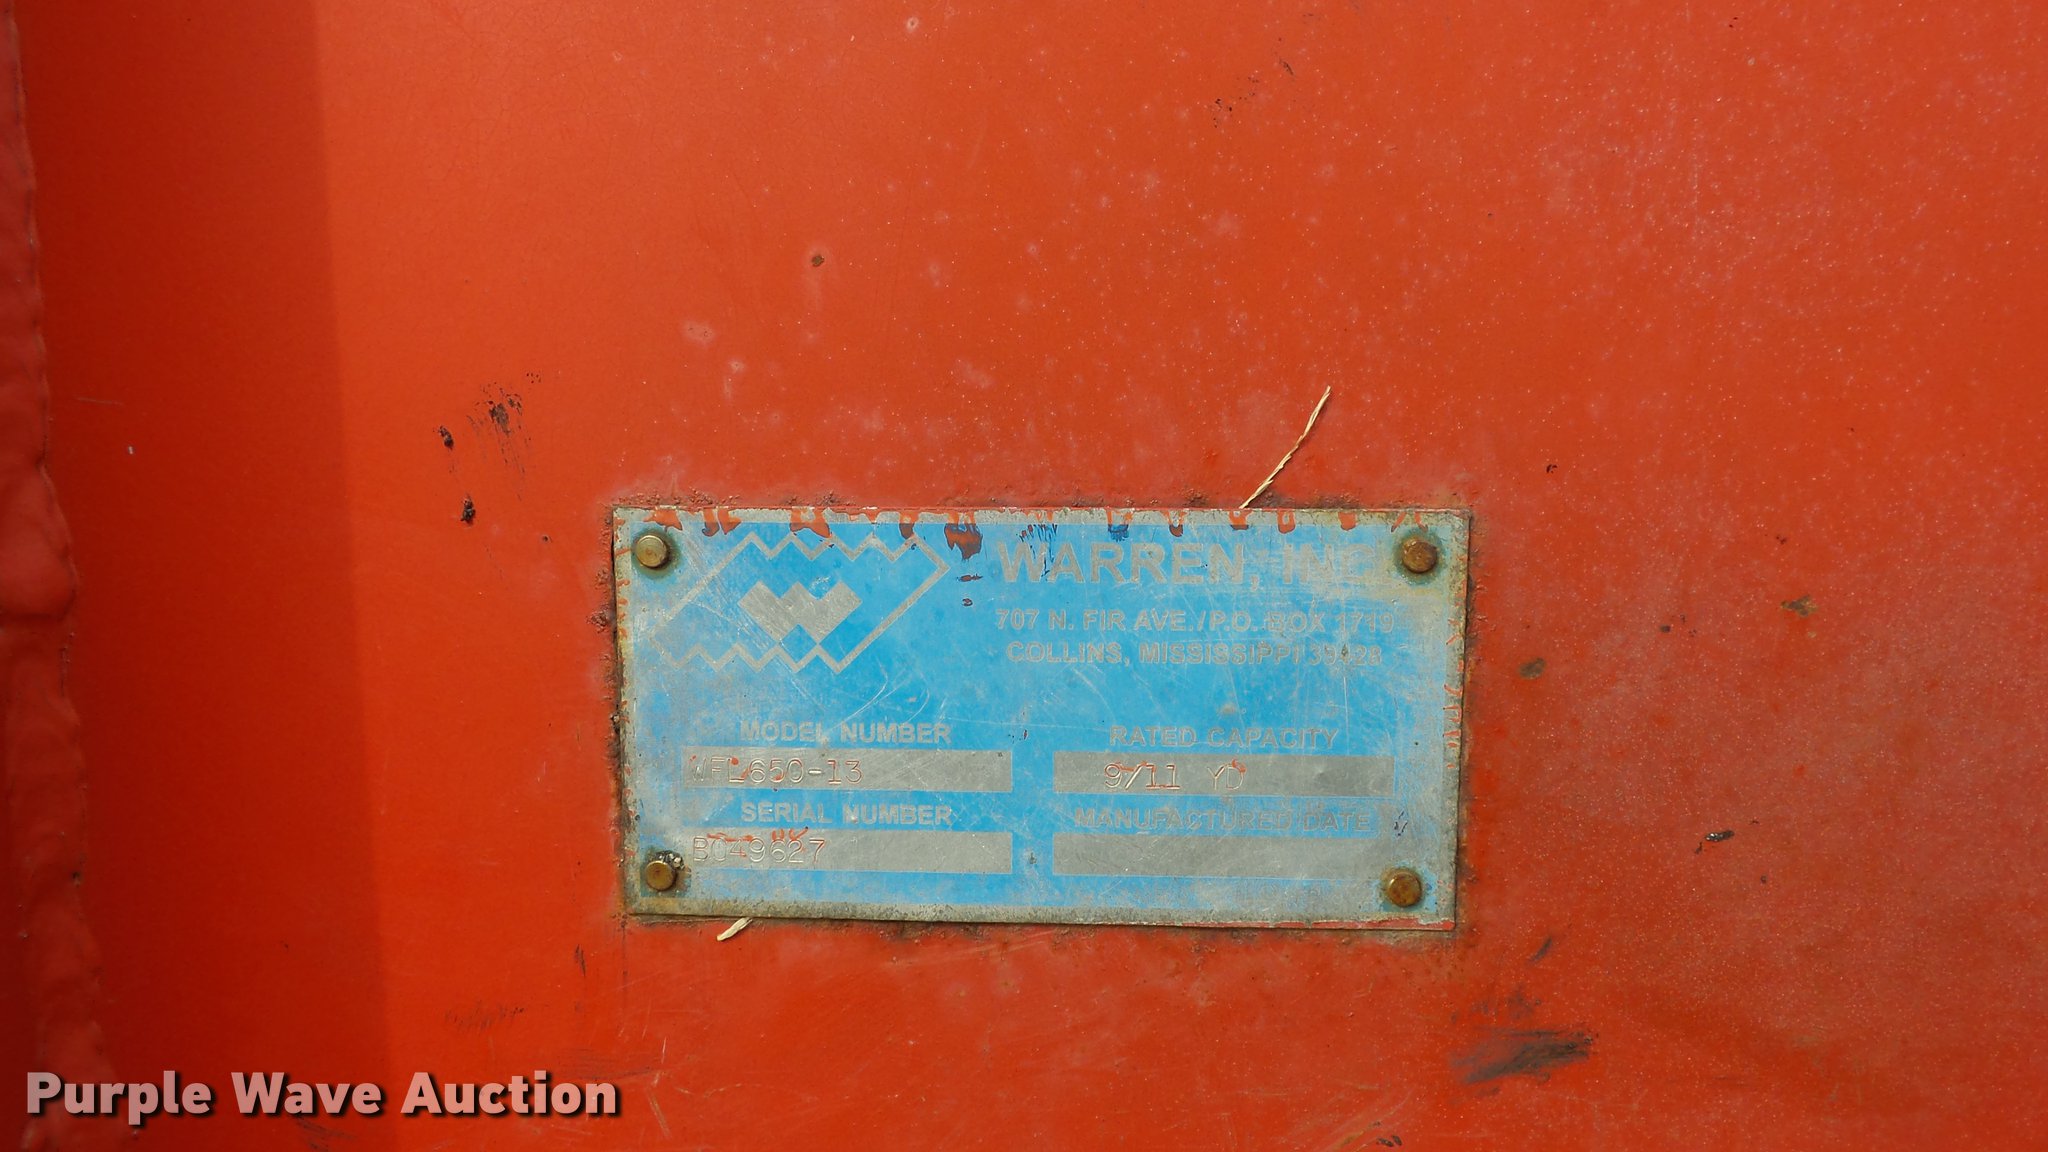 WARREN, INC
707 N. FIR AVE./P.O. BOX 1719
COLLINS, MISSISSIPPI 39428
MODEL NUMBER
WFL650-13
RATED CAPACITY
9/11 YD
SERIAL NUMBER
B049627
MANUFACTURED DATE
Purple Wave Auction